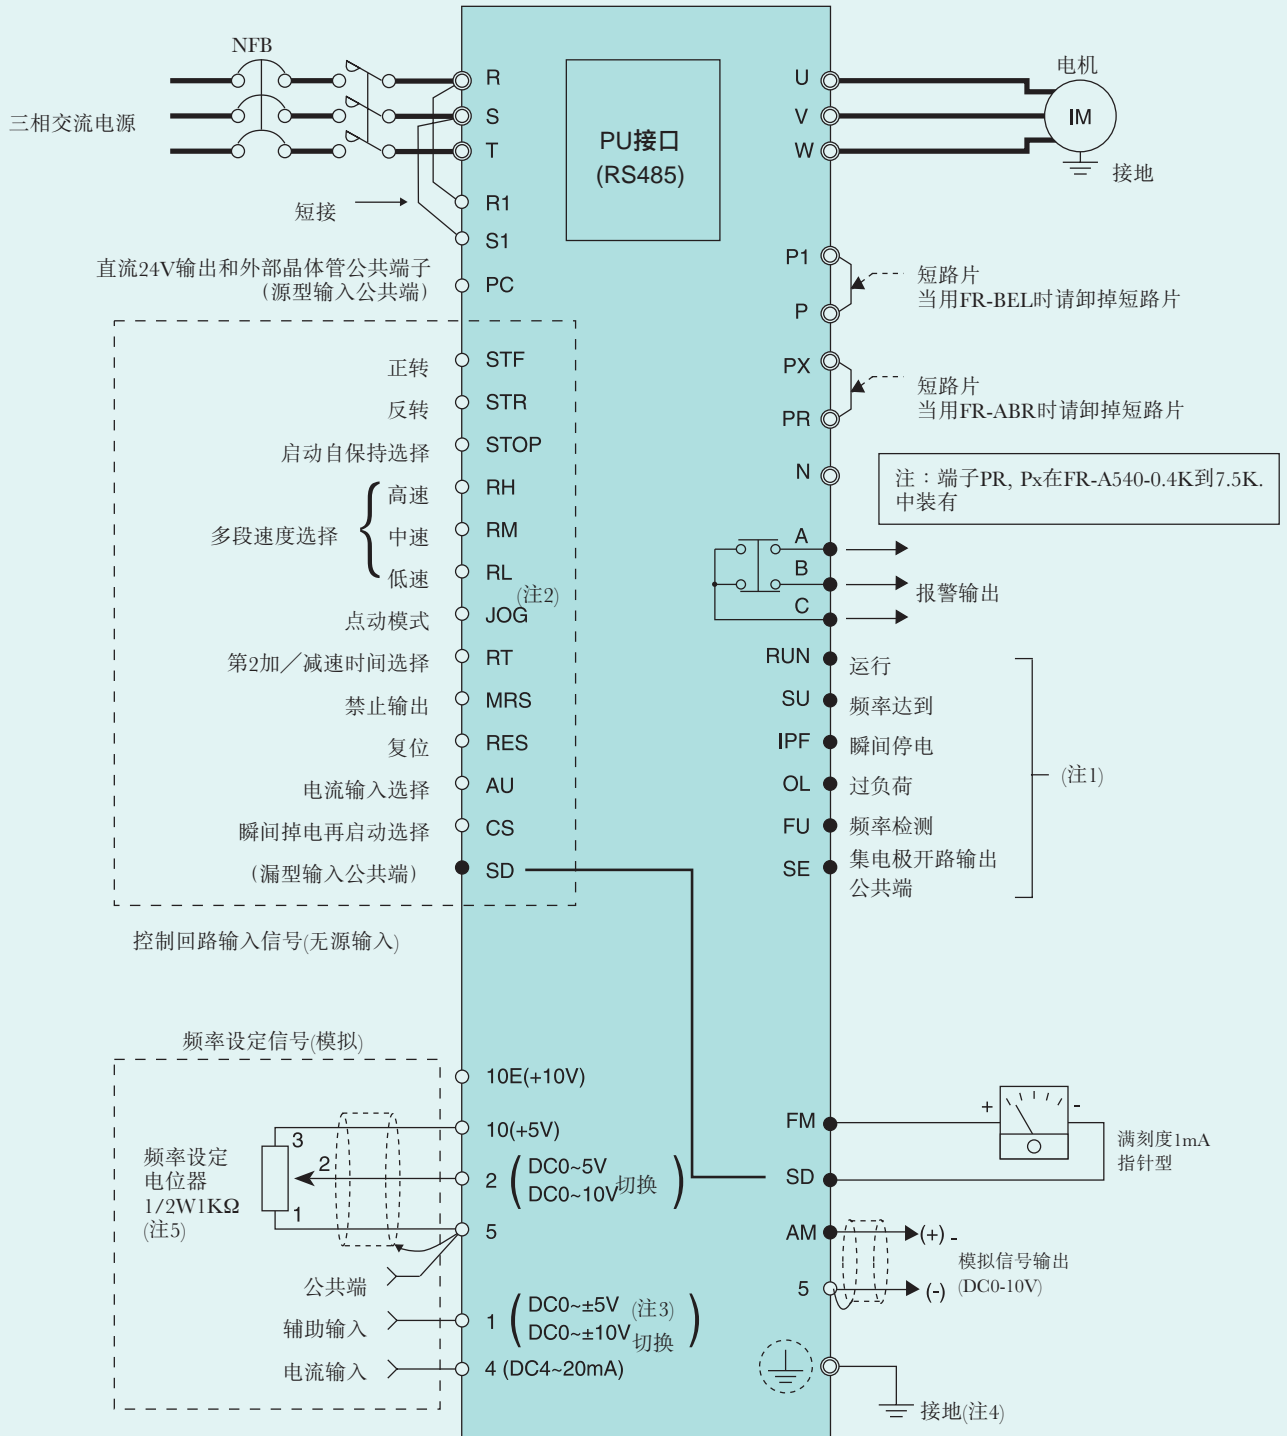 NFB
三相交流电源
R
S
T
短接
R1
S1
直流24V输出和外部晶体管公共端子
(源型输入公共端)
PC
正转
STF
反转
STR
启动自保持选择
STOP
多段速度选择
高速
RH
中速
RM
低速
RL
(注2)
点动模式
JOG
第2加／减速时间选择
RT
禁止输出
MRS
复位
RES
电流输入选择
AU
瞬间掉电再启动选择
CS
(漏型输入公共端)
SD
控制回路输入信号(无源输入)
频率设定信号(模拟)
10E(+10V)
10(+5V)
3
2
1
频率设定
电位器
1/2W1KΩ
(注5)
2
DC0~5V
DC0~10V
切换
5
公共端
辅助输入
1
DC0~±5V
(注3)
DC0~±10V
切换
电流输入
4 (DC4~20mA)
PU接口
(RS485)
U
V
W
电机
IM
接地
P1
P
短路片
当用FR-BEL时请卸掉短路片
PX
PR
短路片
当用FR-ABR时请卸掉短路片
N
注：端子PR, Px在FR-A540-0.4K到7.5K.
中装有
A
B
C
报警输出
RUN
运行
SU
频率达到
IPF
瞬间停电
OL
过负荷
FU
频率检测
SE
集电极开路输出
公共端
(注1)
FM
+
-
满刻度1mA
指针型
SD
AM
(+) -
模拟信号输出
(DC0-10V)
5
(-)
接地(注4)